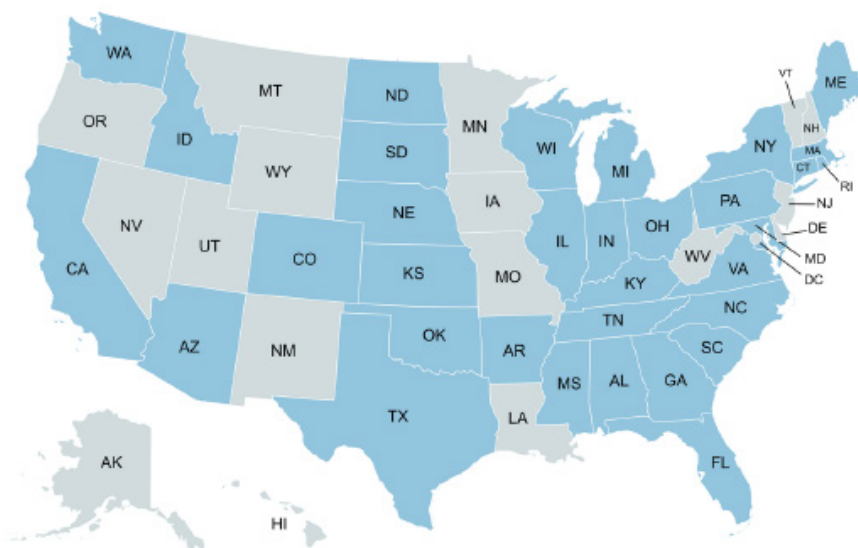 WA
MT
ND
MN
VT
ME
OR
ID
SD
WI
MI
NY
NH
MA
CT
RI
WY
IA
PA
NJ
NV
UT
NE
IL
IN
OH
DE
MD
DC
CA
CO
KS
MO
WV
VA
KY
NC
AZ
NM
OK
AR
TN
SC
TX
LA
MS
AL
GA
FL
AK
HI